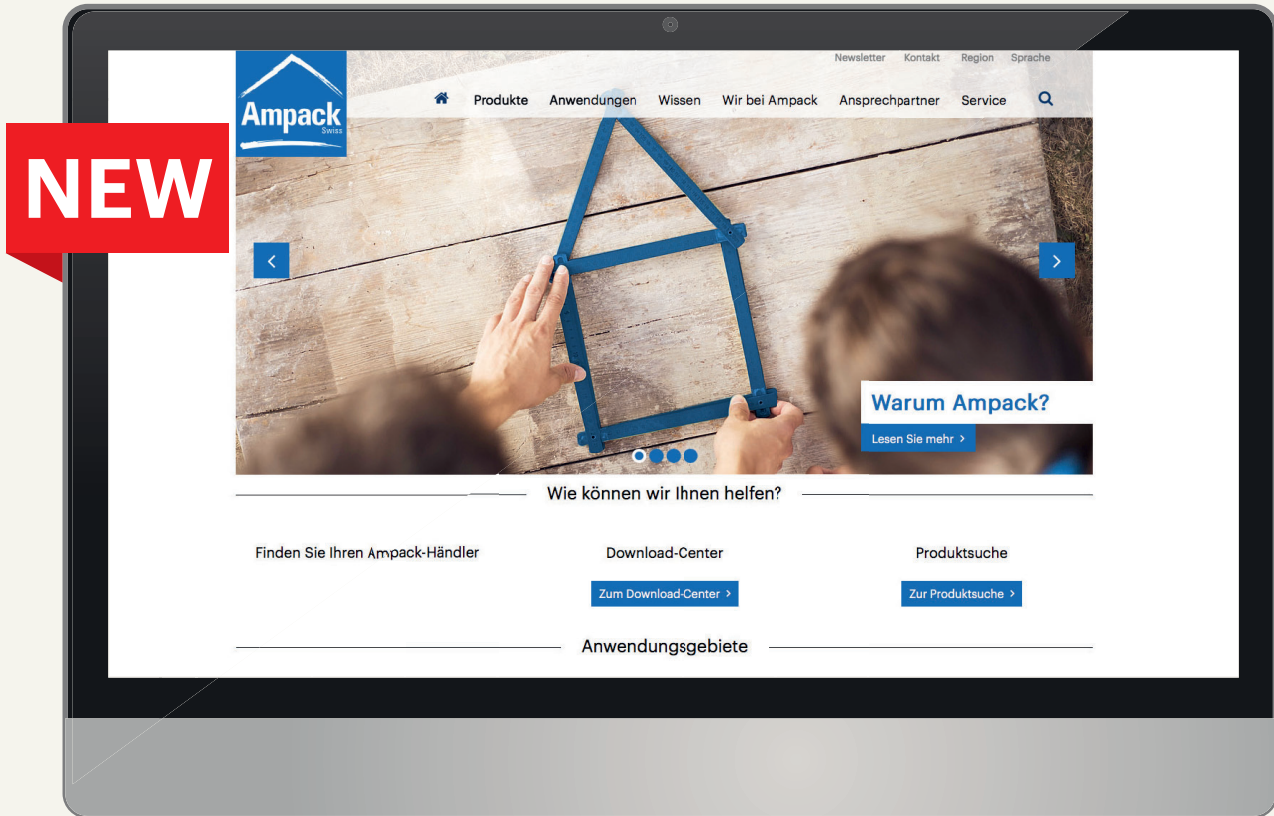 NEW
Ampack
Swiss
Newsletter Kontakt Region Sprache
Produkte Anwendungen Wissen Wir bei Ampack Ansprechpartner Service
Warum Ampack?
Lesen Sie mehr >
Wie können wir Ihnen helfen?
Finden Sie Ihren Ampack-Händler
Download-Center
Zum Download-Center >
Produktsuche
Zur Produktsuche >
Anwendungsgebiete